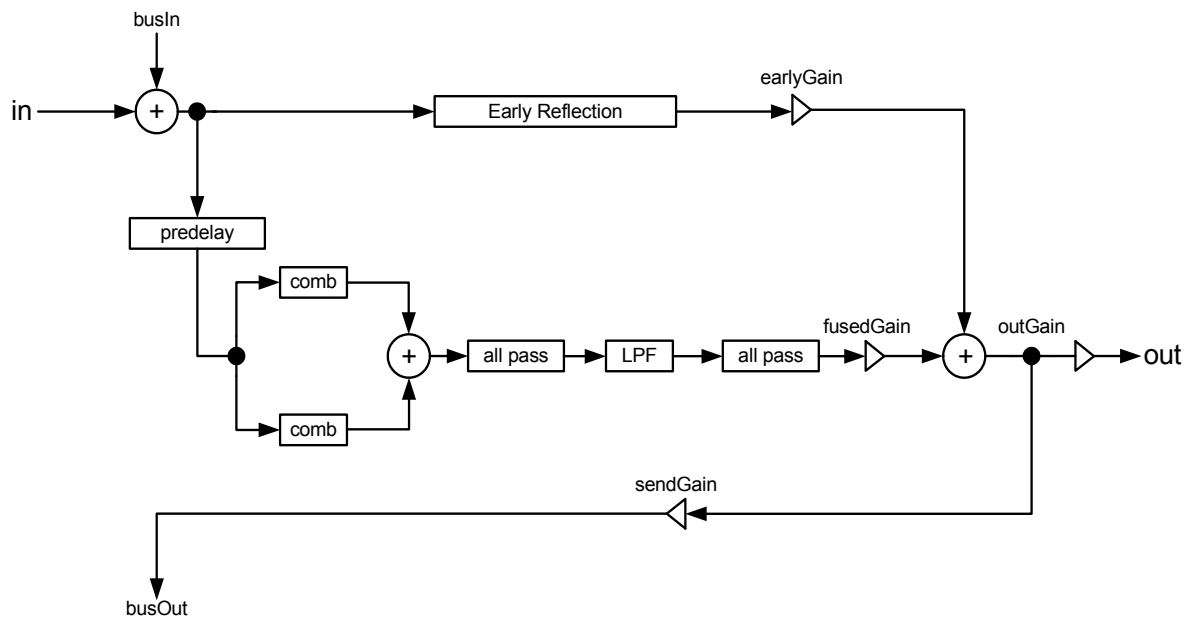 busIn
earlyGain
in
+
Early Reflection
predelay
comb
fusedGain
outGain
+
all pass
LPF
all pass
+
out
comb
sendGain
busOut